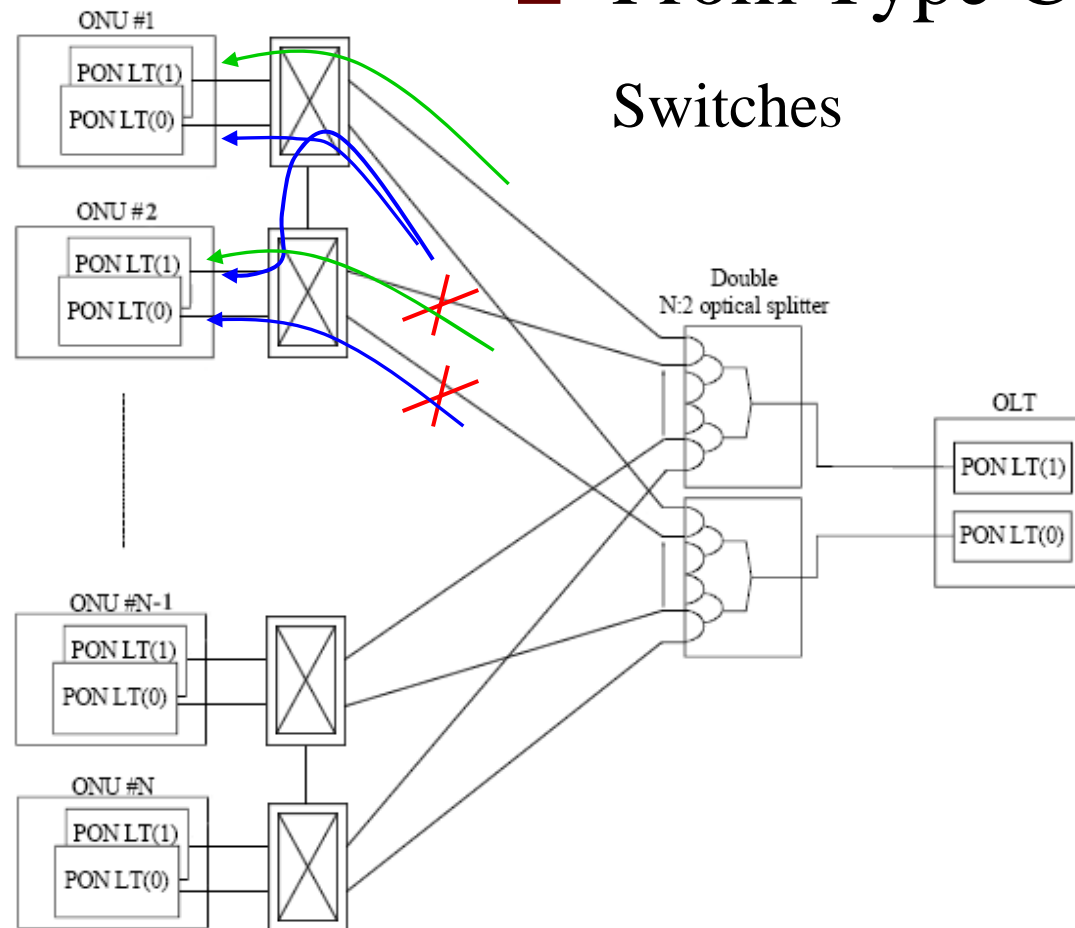 From Type C
Switches
ONU #1
PON LT(1)
PON LT(0)
ONU #2
PON LT(1)
PON LT(0)
Double
N:2 optical splitter
OLT
PON LT(1)
PON LT(0)
ONU #N-1
PON LT(1)
PON LT(0)
ONU #N
PON LT(1)
PON LT(0)